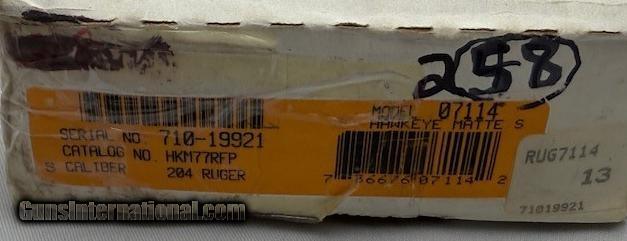 258
MODEL 07114
HAWKEYE MATTE S
SERIAL NO. 710-19921
CATALOG NO. HKM77RFP
S CALIBER 204 RUGER
7 36676 07114 2
RUG7114
13
71019921
GunsInternational.com